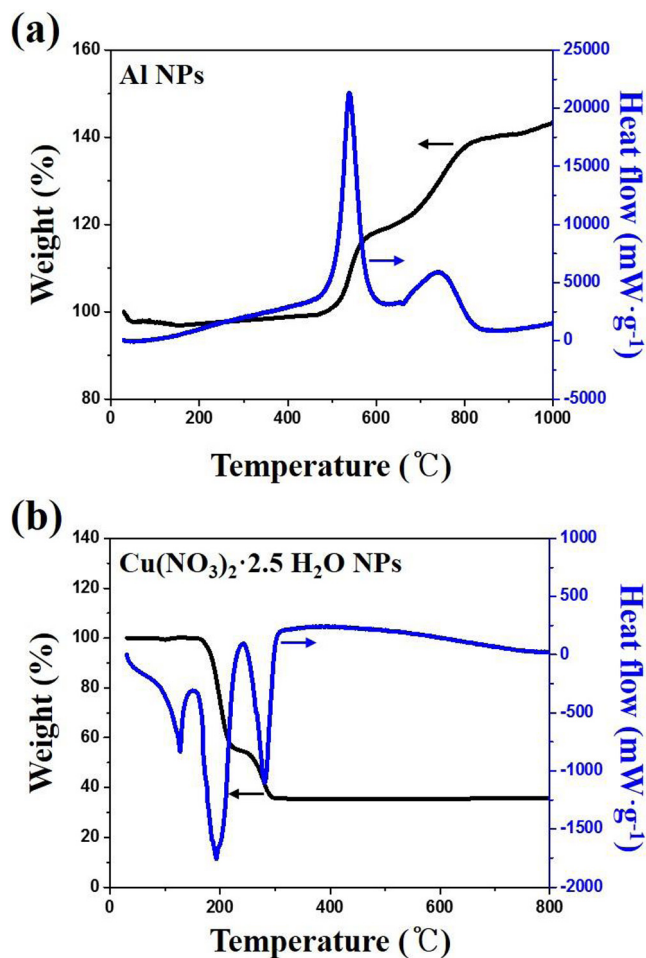 (a)
Al NPs
160
140
120
100
80
Weight (%)
25000
20000
15000
10000
5000
0
-5000
Heat flow (mW·g⁻¹)
0 200 400 600 800 1000
Temperature (℃)
(b)
Cu(NO₃)₂·2.5 H₂O NPs
140
120
100
80
60
40
20
0
Weight (%)
1000
500
0
-500
-1000
-1500
-2000
Heat flow (mW·g⁻¹)
0 200 400 600 800
Temperature (℃)